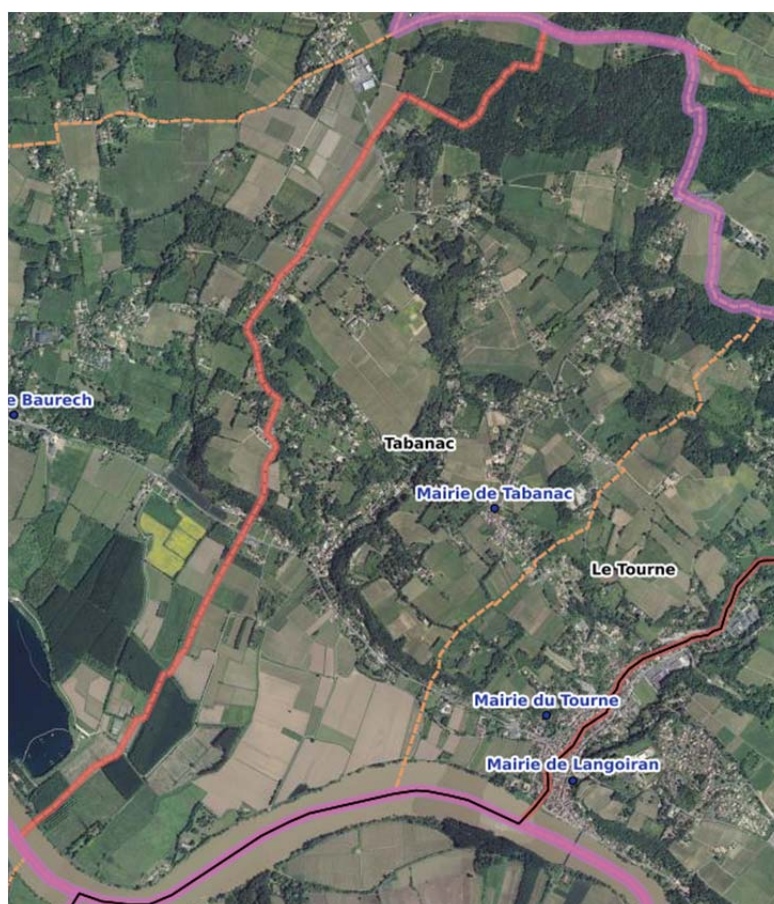 e Baurech
Tabanac
Mairie de Tabanac
Le Tourne
Mairie du Tourne
Mairie de Langoiran